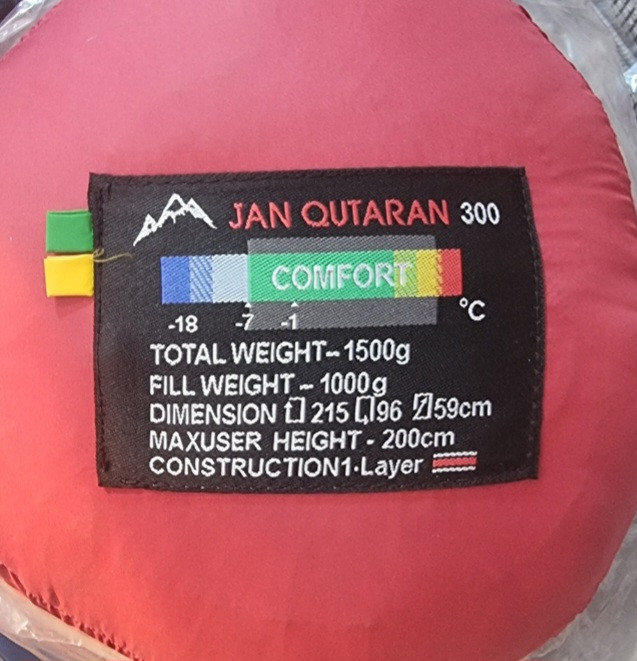 JAN QUTARAN 300
COMFORT
-18 -7 -1 °C
TOTAL WEIGHT-1500g
FILL WEIGHT - 1000g
DIMENSION 215 96 59cm
MAXUSER HEIGHT - 200cm
CONSTRUCTION1-Layer